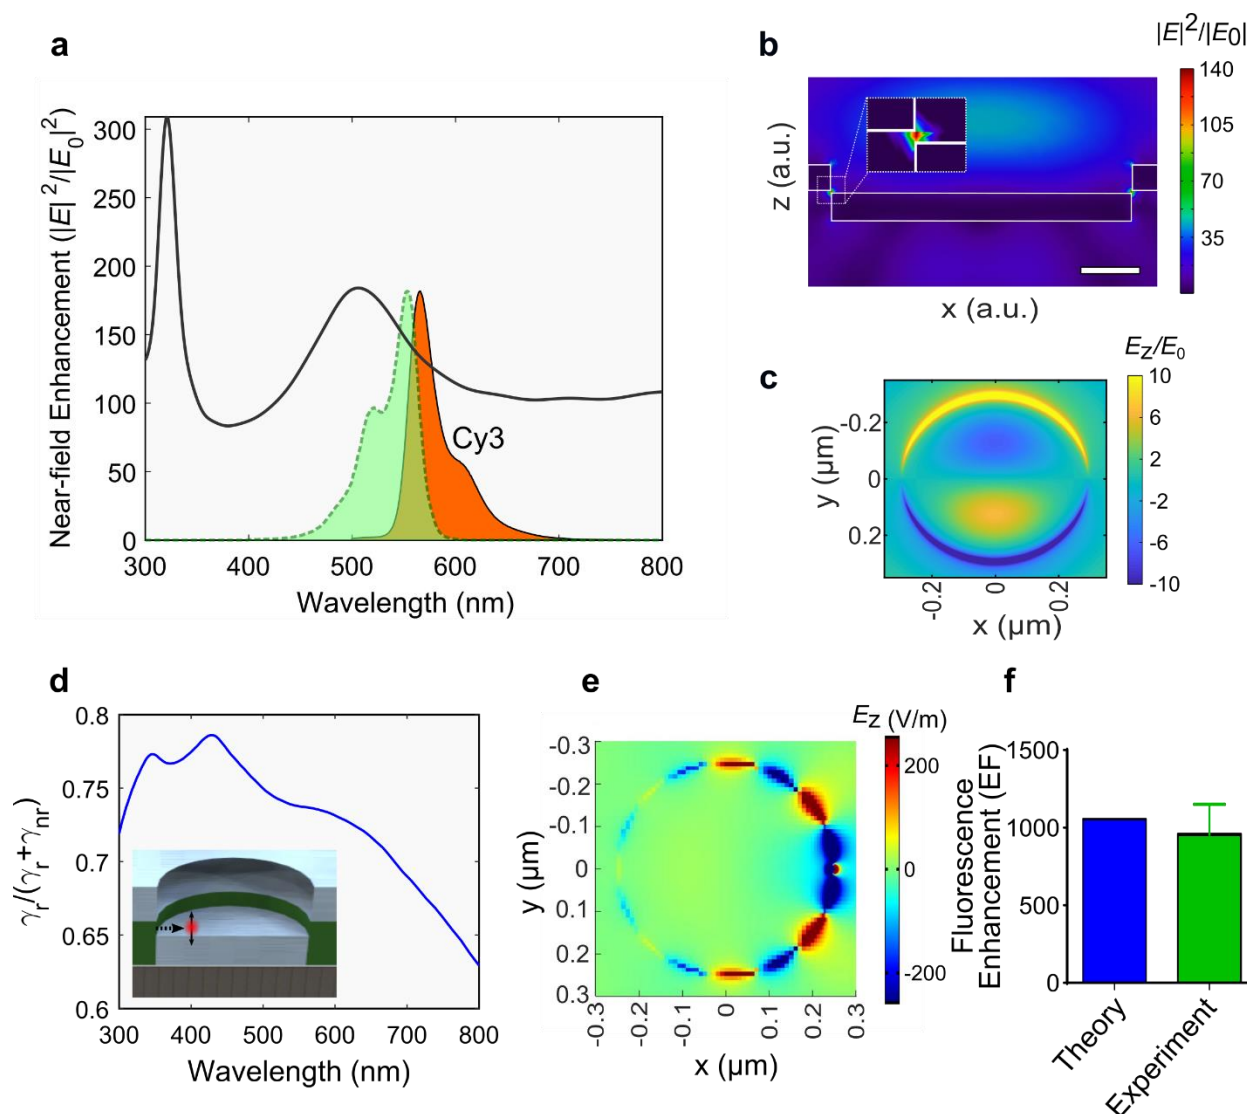 a
Near-field Enhancement (|E|²/|E₀|²)
300
250
200
150
100
50
0
300
400
500
600
700
800
Wavelength (nm)
Cy3
b
|E|²/|E₀|
140
105
70
35
z (a.u.)
x (a.u.)
c
E_Z/E₀
10
6
2
-2
-6
-10
y (µm)
-0.2
0
0.2
-0.2
0
0.2
x (µm)
d
γr/(γr+γnr)
0.8
0.75
0.7
0.65
0.6
300
400
500
600
700
800
Wavelength (nm)
e
E_Z (V/m)
200
0
-200
y (µm)
-0.3
-0.2
-0.1
0
0.1
0.2
0.3
-0.3
-0.2
-0.1
0
0.1
0.2
0.3
x (µm)
f
Fluorescence
Enhancement (EF)
1500
1000
500
0
Theory
Experiment